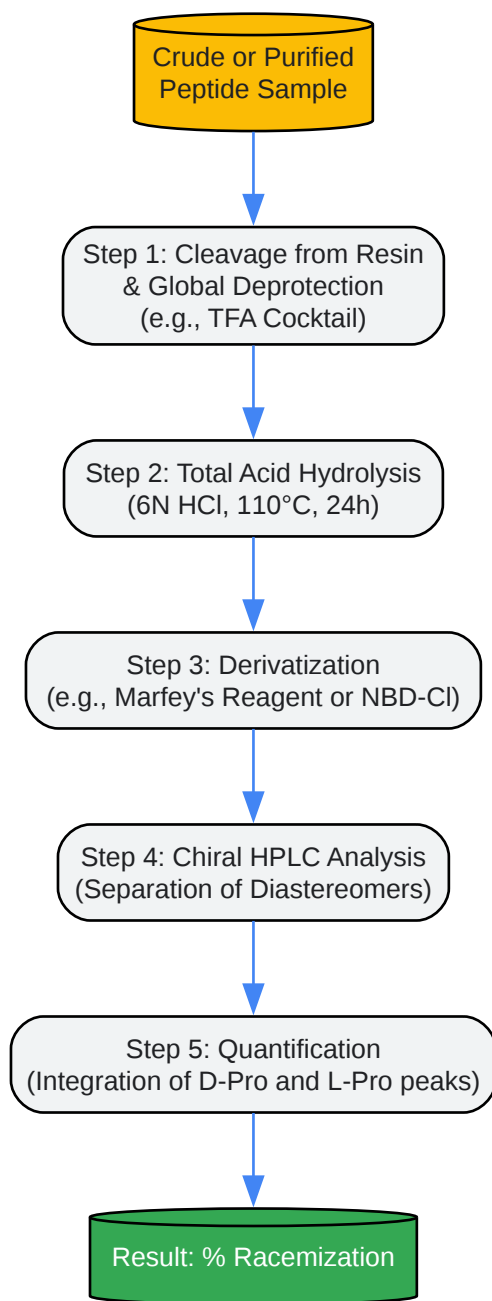 Crude or Purified
Peptide Sample
Step 1: Cleavage from Resin
& Global Deprotection
(e.g., TFA Cocktail)
Step 2: Total Acid Hydrolysis
(6N HCl, 110°C, 24h)
Step 3: Derivatization
(e.g., Marfey's Reagent or NBD-Cl)
Step 4: Chiral HPLC Analysis
(Separation of Diastereomers)
Step 5: Quantification
(Integration of D-Pro and L-Pro peaks)
Result: % Racemization